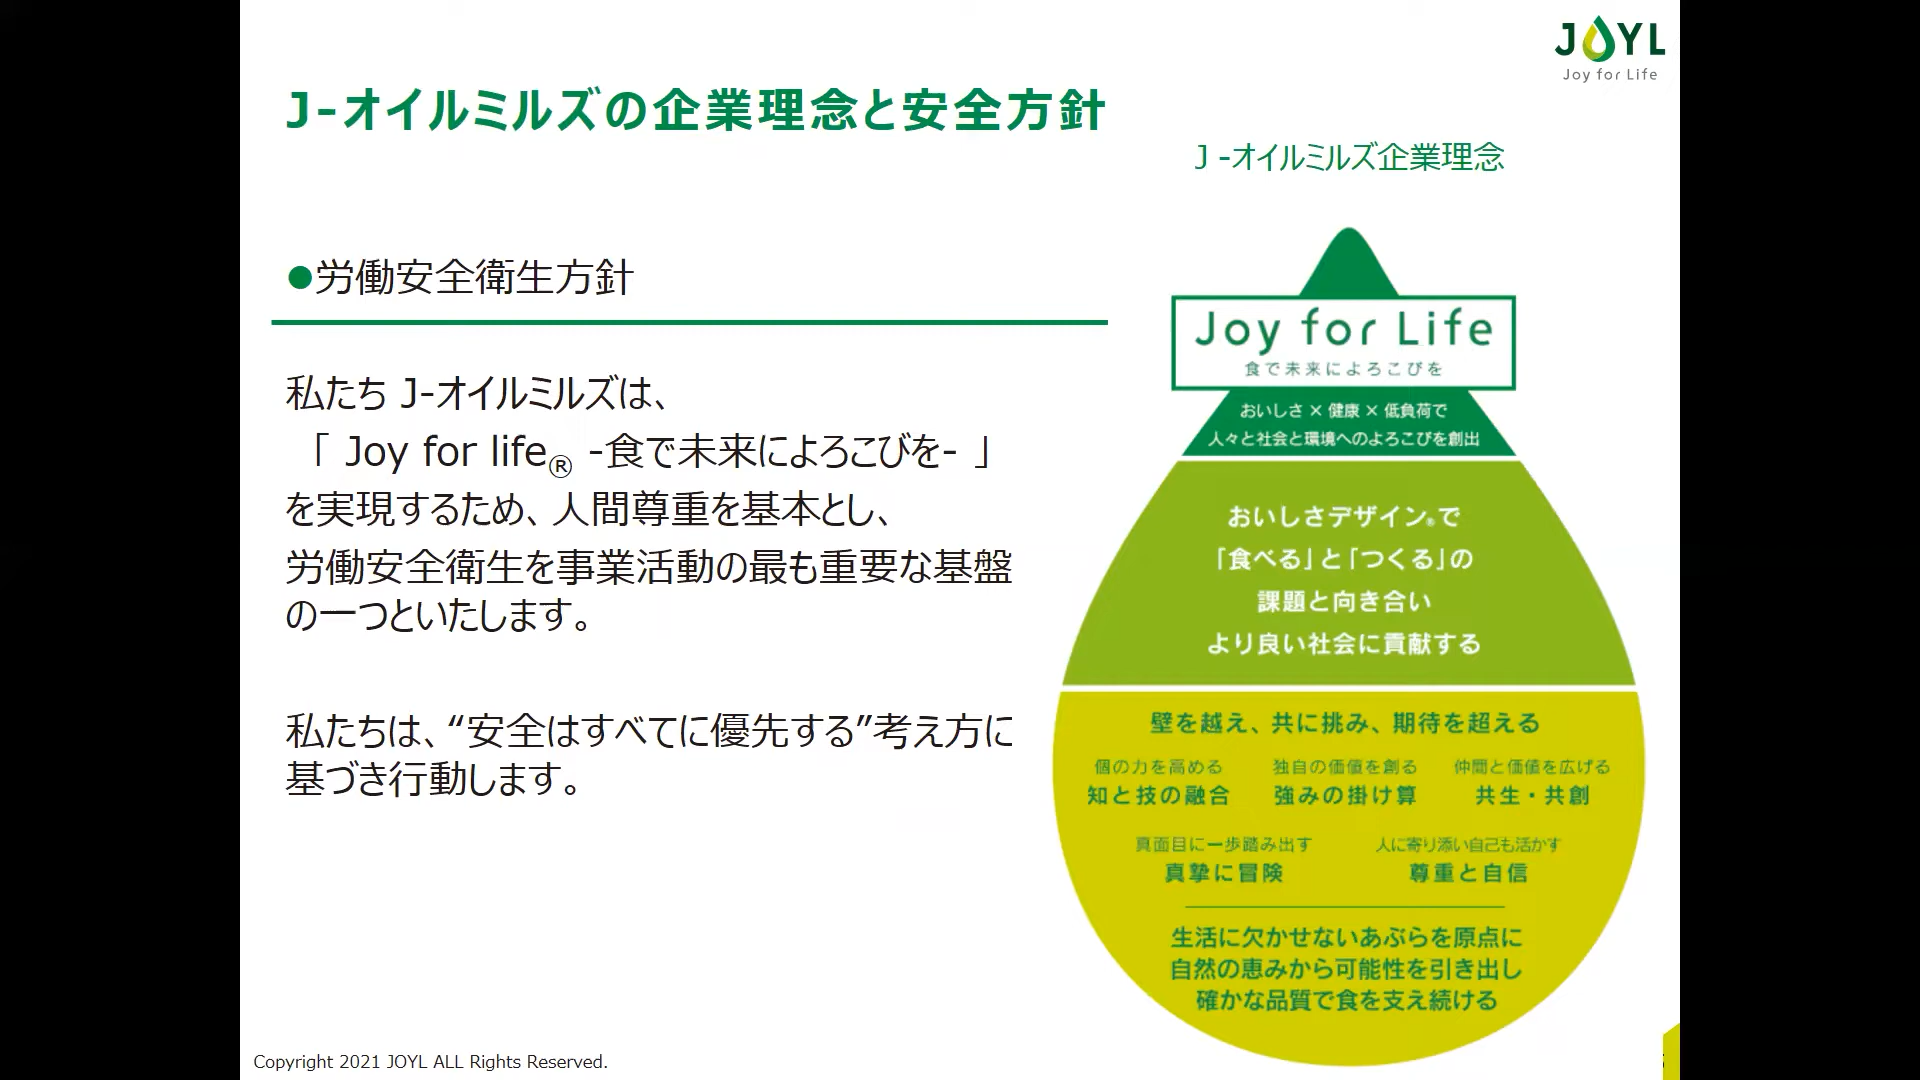 JOYL
Joy for Life
J-オイルミルズの企業理念と安全方針
J -オイルミルズ企業理念
●労働安全衛生方針
私たち J-オイルミルズは、
「 Joy for life® -食で未来によろこびを- 」
を実現するため、人間尊重を基本とし、
労働安全衛生を事業活動の最も重要な基盤
の一つといたします。
私たちは、“安全はすべてに優先する”考え方に
基づき行動します。
Joy for Life
食で未来によろこびを
おいしさ × 健康 × 低負荷で
人々と社会と環境へのよろこびを創出
おいしさデザイン®で
「食べる」と「つくる」の
課題と向き合い
より良い社会に貢献する
壁を越え、共に挑み、期待を超える
個の力を高める 独自の価値を創る 仲間と価値を広げる
知と技の融合 強みの掛け算 共生・共創
真面目に一歩踏み出す 人に寄り添い自己も活かす
真摯に冒険 尊重と自信
生活に欠かせないあぶらを原点に
自然の恵みから可能性を引き出し
確かな品質で食を支え続ける
Copyright 2021 JOYL ALL Rights Reserved.